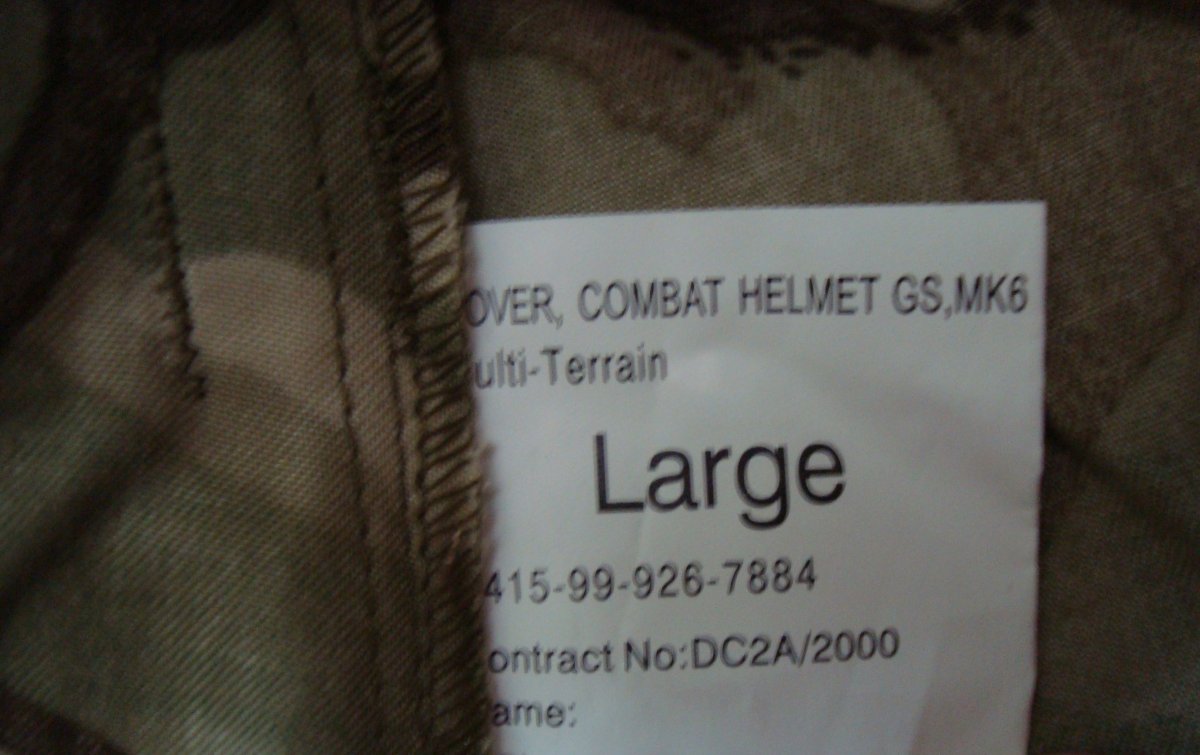 OVER, COMBAT HELMET GS,MK6
ulti-Terrain
Large
415-99-926-7884
ontract No:DC2A/2000
ame: